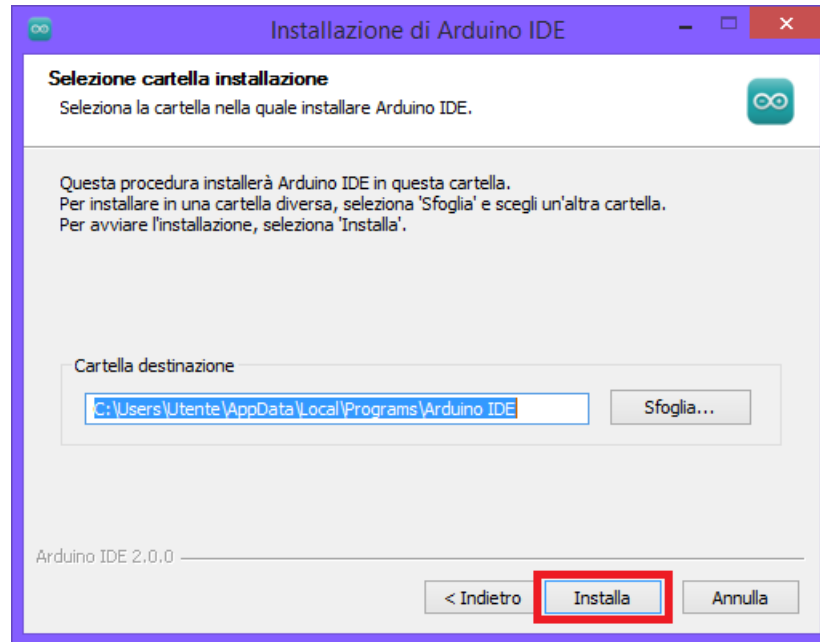 Installazione di Arduino IDE
Selezione cartella installazione
Seleziona la cartella nella quale installare Arduino IDE.
Questa procedura installerà Arduino IDE in questa cartella.
Per installare in una cartella diversa, seleziona 'Sfoglia' e scegli un'altra cartella.
Per avviare l'installazione, seleziona 'Installa'.
Cartella destinazione
C:\Users\Utente\AppData\Local\Programs\Arduino IDE
Sfoglia...
Arduino IDE 2.0.0
< Indietro
Installa
Annulla